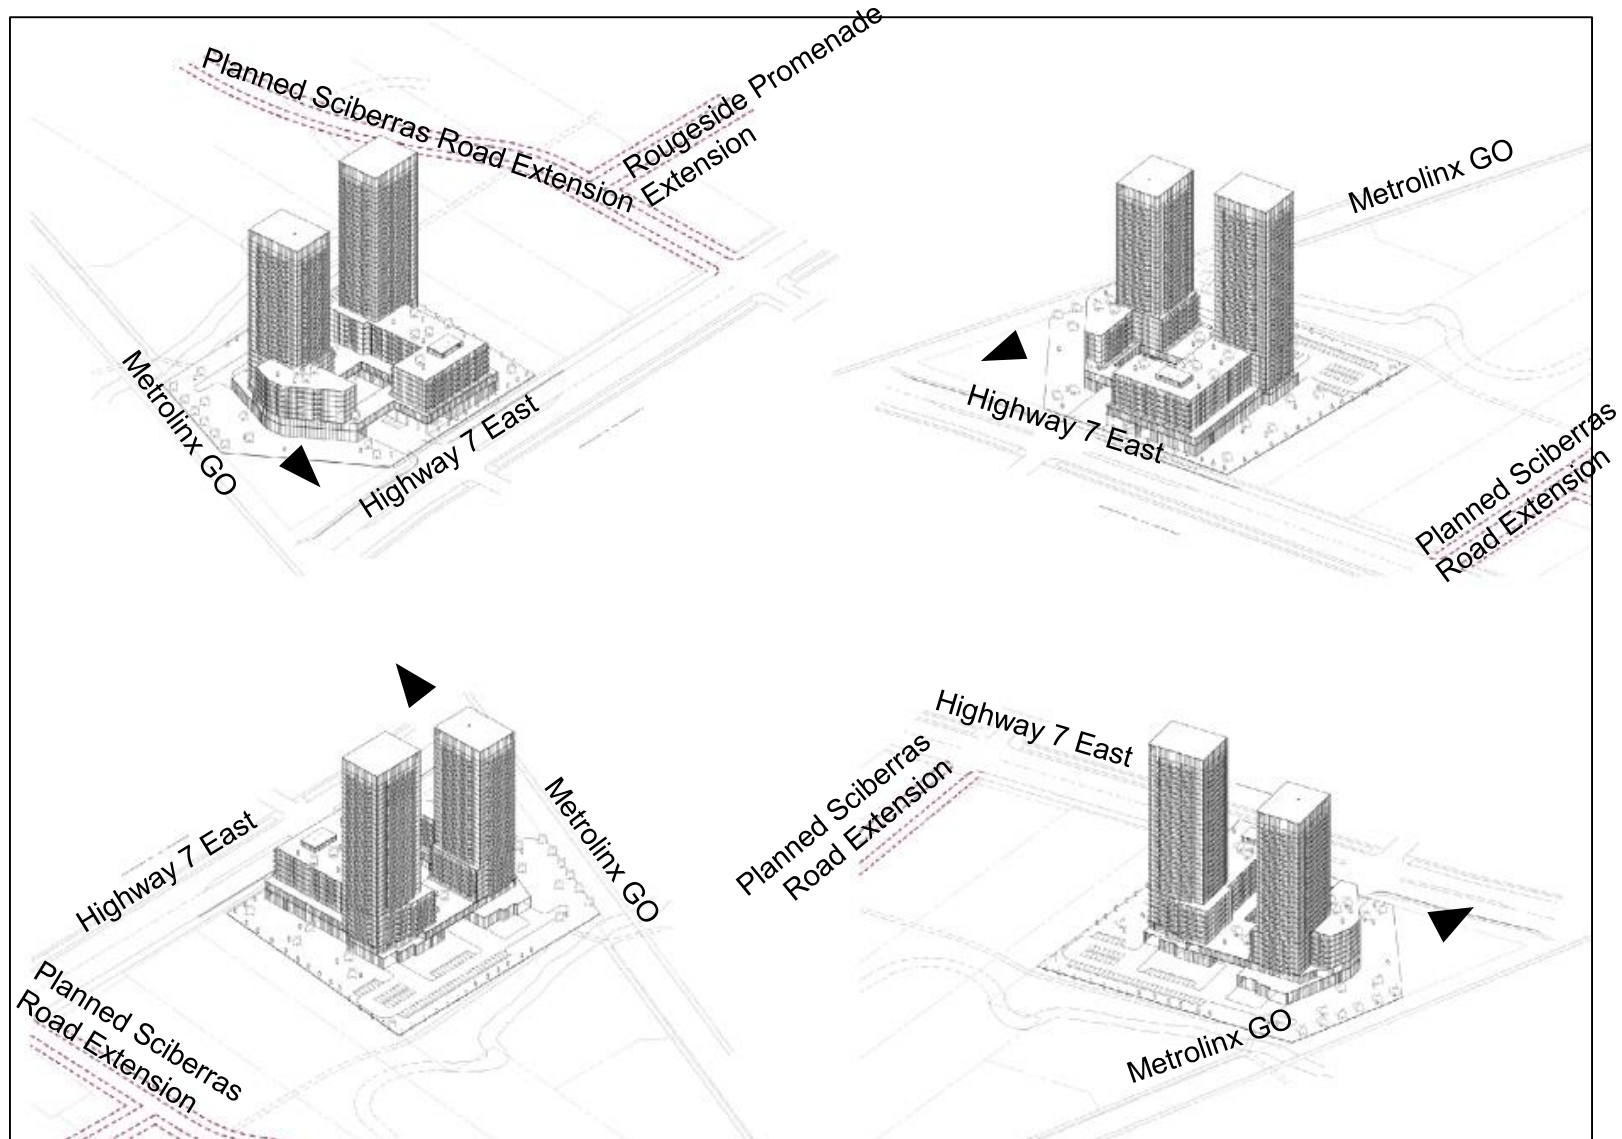 Planned Sciberras Road Extension
Rougeside Promenade
Extension
Metrolinx GO
Highway 7 East
Metrolinx GO
Highway 7 East
Planned Sciberras
Road Extension
Highway 7 East
Metrolinx GO
Planned Sciberras
Road Extension
Highway 7 East
Planned Sciberras
Road Extension
Metrolinx GO